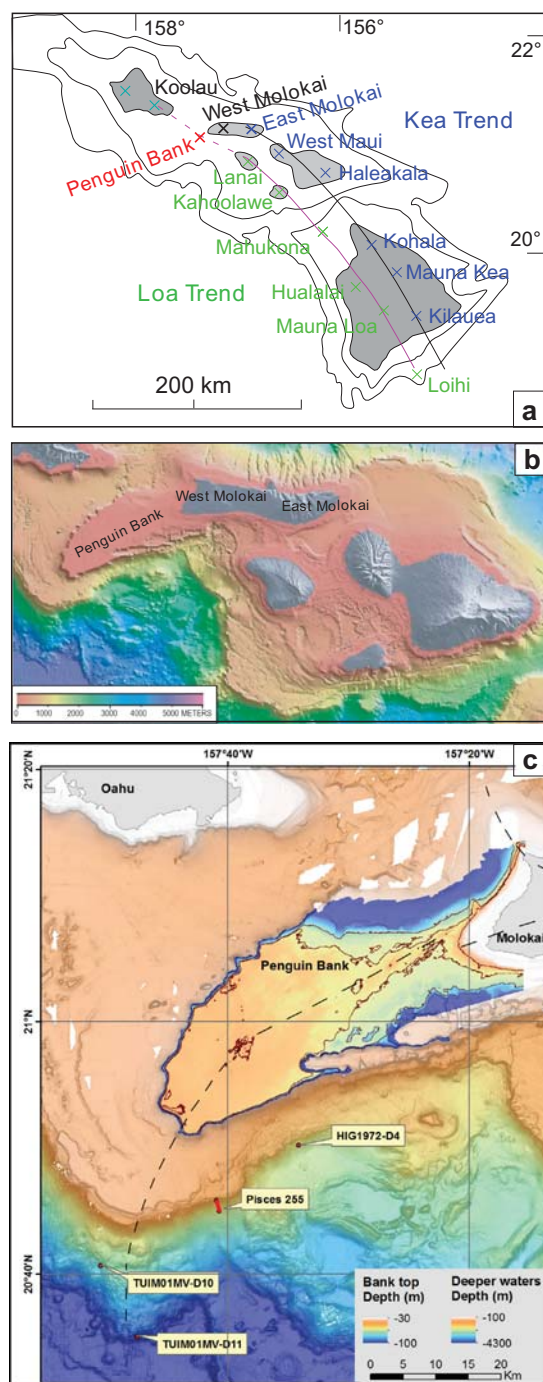 158°
156°
22°
Koolau
West Molokai
East Molokai
West Maui
Kea Trend
Penguin Bank
Lanai
Haleakala
Kahoolawe
20°
Mahukona
Kohala
Mauna Kea
Loa Trend
Hualalai
Mauna Loa
Kilauea
200 km
Loihi
a
b
West Molokai
East Molokai
Penguin Bank
0 1000 2000 3000 4000 5000 METERS
157°40'W
157°20'W
c
21°20'N
Oahu
Molokai
Penguin Bank
21°N
HIG1972-D4
Pisces 255
20°40'N
TUIM01MV-D10
TUIM01MV-D11
Bank top
Depth (m)
-30
-100
Deeper waters
Depth (m)
-100
-4300
0 5 10 15 20
Km